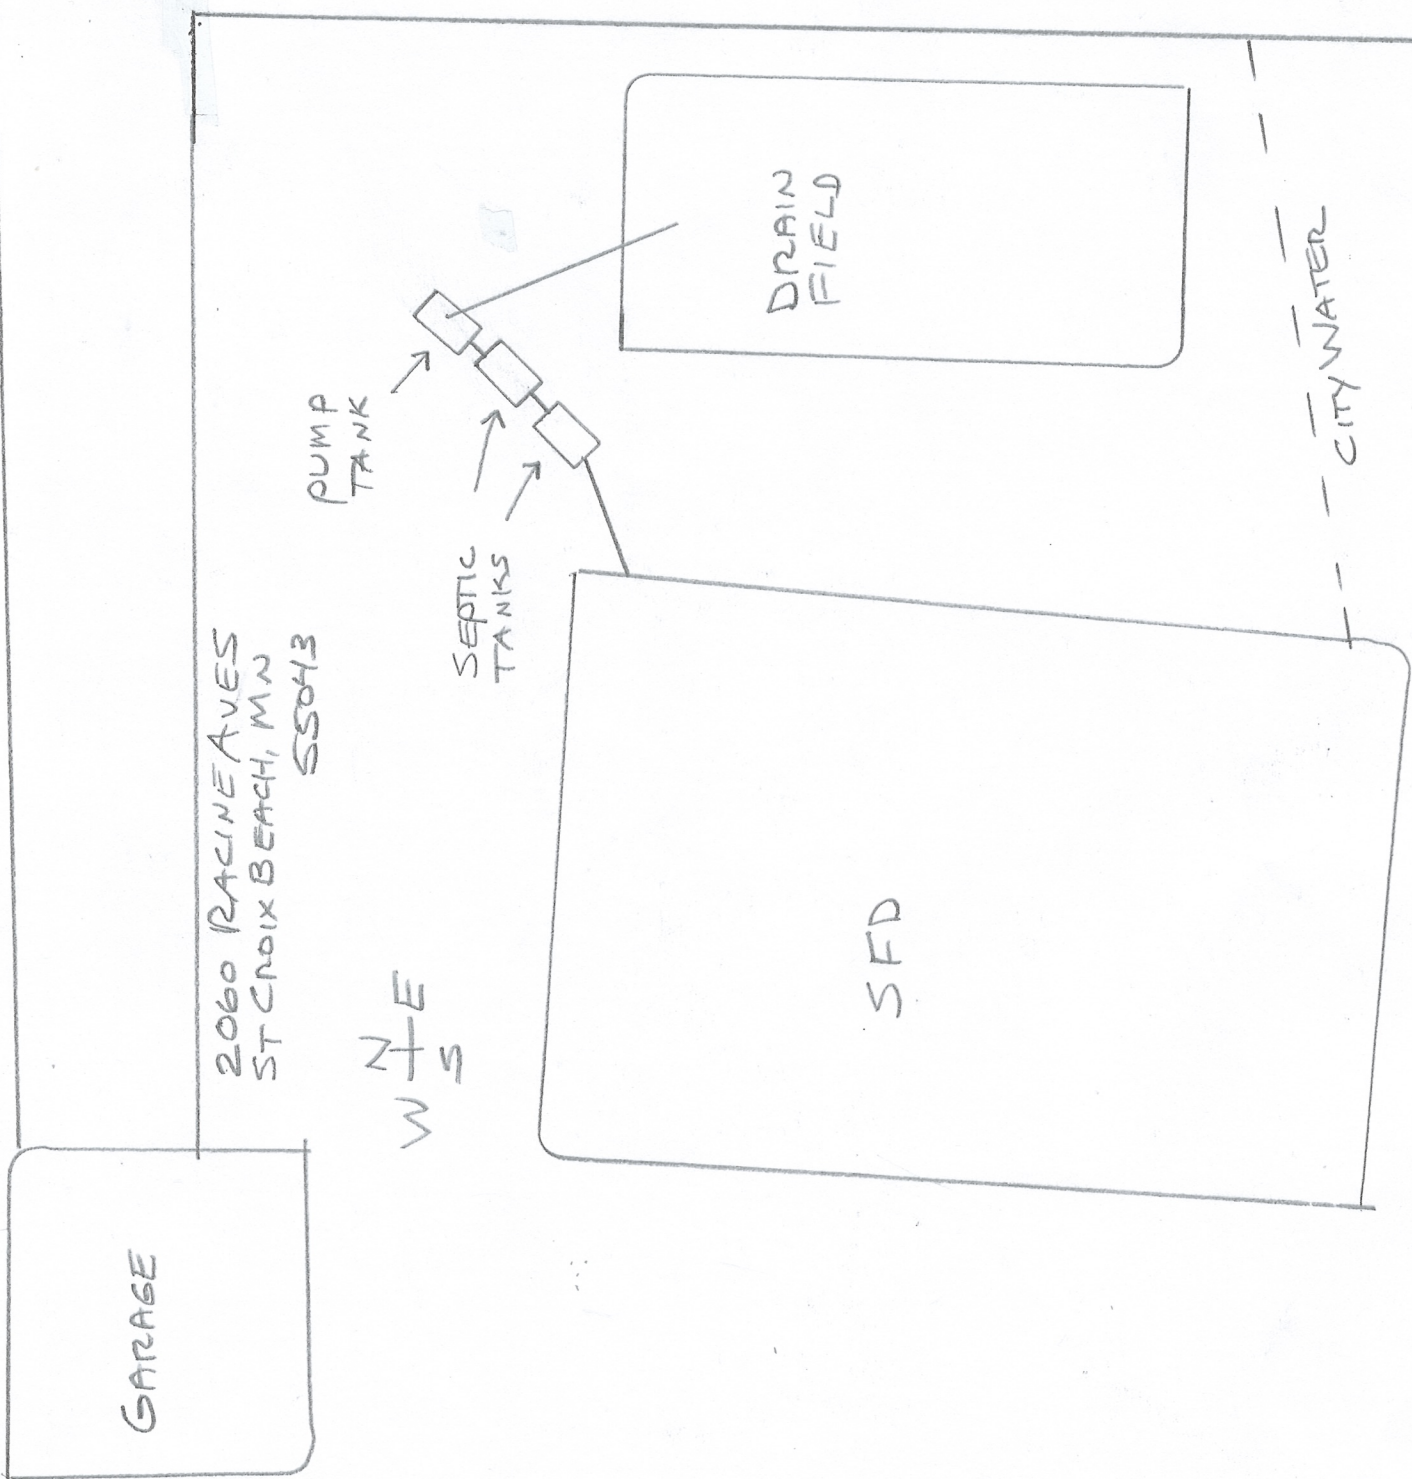 2060 RACINE AVE S
ST CROIX BEACH, MN
55043
N
W E
S
PUMP
TANK
SEPTIC
TANKS
DRAIN
FIELD
CITY WATER
SFD
GARAGE